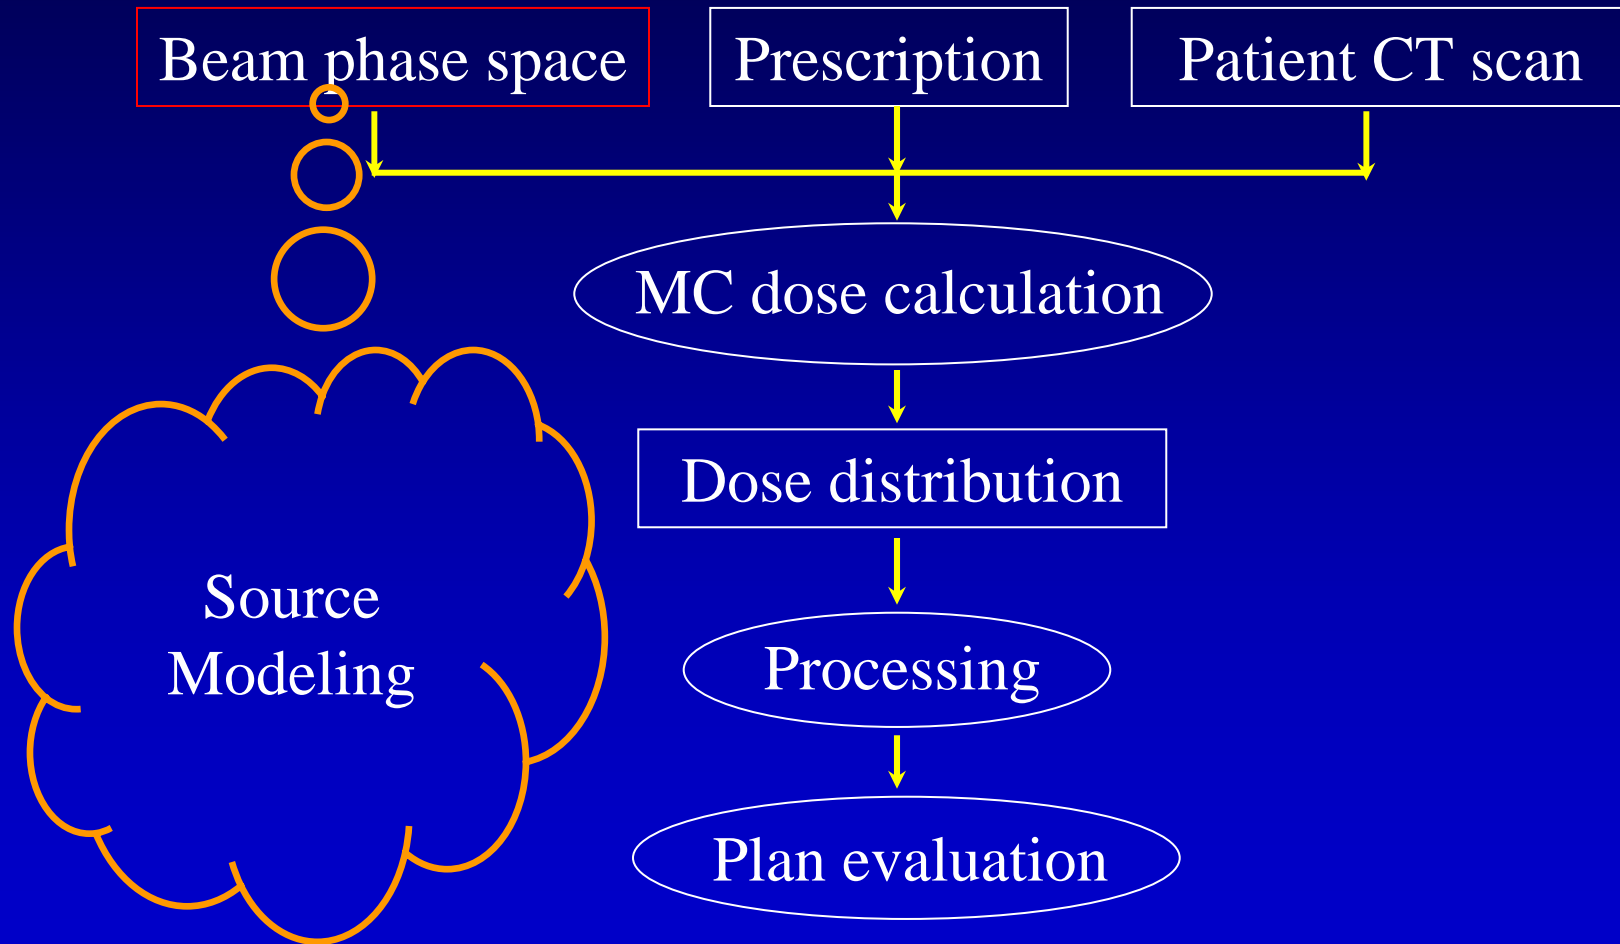 Beam phase space
Prescription
Patient CT scan
MC dose calculation
Dose distribution
Source
Modeling
Processing
Plan evaluation